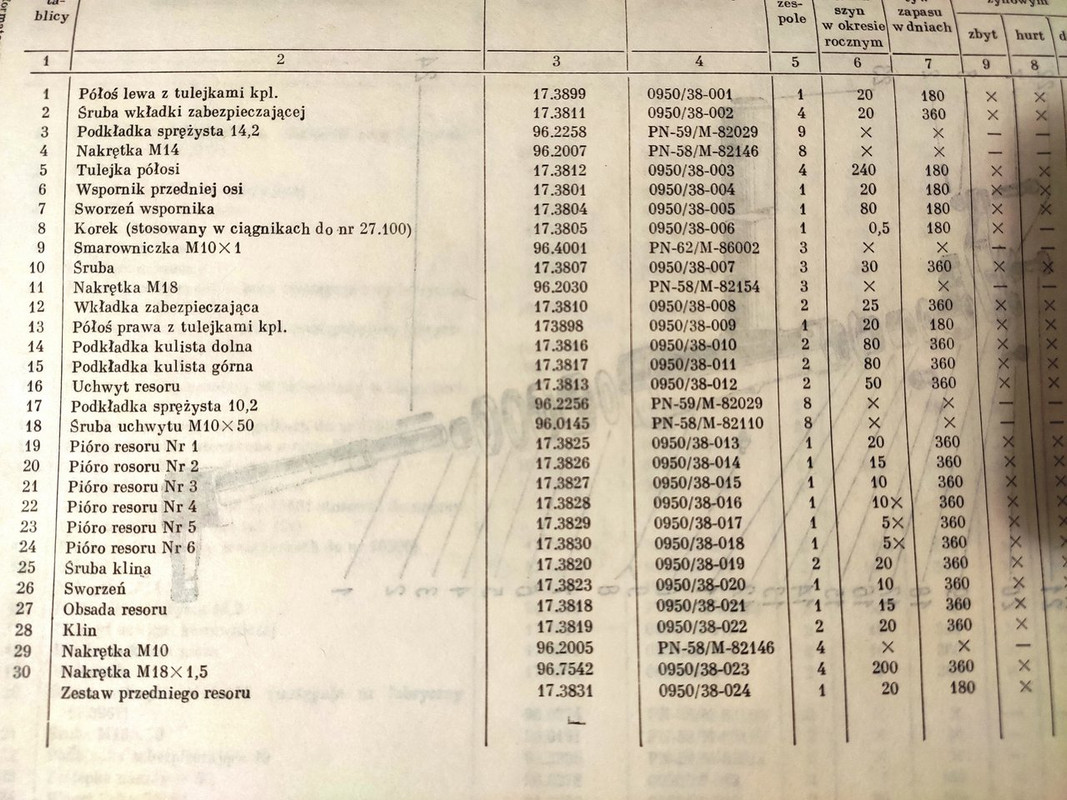 ta-
blicy
zes-
pole
szyn
w okresie
rocznym
zapasu
w dniach
zbyt hurt
1 2 3 4 5 6 7 9 8
1 Półoś lewa z tulejkami kpl. 17.3899 0950/38-001 1 20 180 × ×
2 Śruba wkładki zabezpieczającej 17.3811 0950/38-002 4 20 360 × ×
3 Podkładka sprężysta 14,2 96.2258 PN-59/M-82029 9 × × — —
4 Nakrętka M14 96.2007 PN-58/M-82146 8 × × — —
5 Tulejka półosi 17.3812 0950/38-003 4 240 180 × ×
6 Wspornik przedniej osi 17.3801 0950/38-004 1 20 180 × ×
7 Sworzeń wspornika 17.3804 0950/38-005 1 80 180 × ×
8 Korek (stosowany w ciągnikach do nr 27.100) 17.3805 0950/38-006 1 0,5 180 × —
9 Smarowniczka M10×1 96.4001 PN-62/M-86002 3 × × — —
10 Śruba 17.3807 0950/38-007 3 30 360 × ×
11 Nakrętka M18 96.2030 PN-58/M-82154 3 × × — —
12 Wkładka zabezpieczająca 17.3810 0950/38-008 2 25 360 × ×
13 Półoś prawa z tulejkami kpl. 173898 0950/38-009 1 20 180 × ×
14 Podkładka kulista dolna 17.3816 0950/38-010 2 80 360 × ×
15 Podkładka kulista górna 17.3817 0950/38-011 2 80 360 × ×
16 Uchwyt resoru 17.3813 0950/38-012 2 50 360 × ×
17 Podkładka sprężysta 10,2 96.2256 PN-59/M-82029 8 × × — —
18 Śruba uchwytu M10×50 96.0145 PN-58/M-82110 8 × × — —
19 Pióro resoru Nr 1 17.3825 0950/38-013 1 20 360 × ×
20 Pióro rosoru Nr 2 17.3826 0950/38-014 1 15 360 × ×
21 Pióro resoru Nr 3 17.3827 0950/38-015 1 10 360 × ×
22 Pióro resoru Nr 4 17.3828 0950/38-016 1 10× 360 × ×
23 Pióro resoru Nr 5 17.3829 0950/38-017 1 5× 360 × ×
24 Pióro resoru Nr 6 17.3830 0950/38-018 1 5× 360 × ×
25 Śruba klina 17.3820 0950/38-019 2 20 360 × ×
26 Sworzeń 17.3823 0950/38-020 1 10 360 × ×
27 Obsada resoru 17.3818 0950/38-021 1 15 360 × ×
28 Klin 17.3819 0950/38-022 2 20 360 × ×
29 Nakrętka M10 96.2005 PN-58/M-82146 4 × × —
30 Nakrętka M18×1,5 96.7542 0950/38-023 4 200 360 × ×
Zestaw przedniego resoru 17.3831 0950/38-024 1 20 180 ×